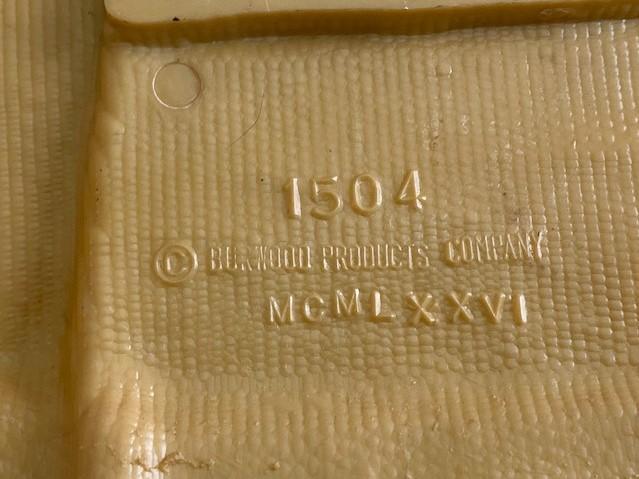 1504
© BURWOOD PRODUCTS COMPANY
MCMLXXVI